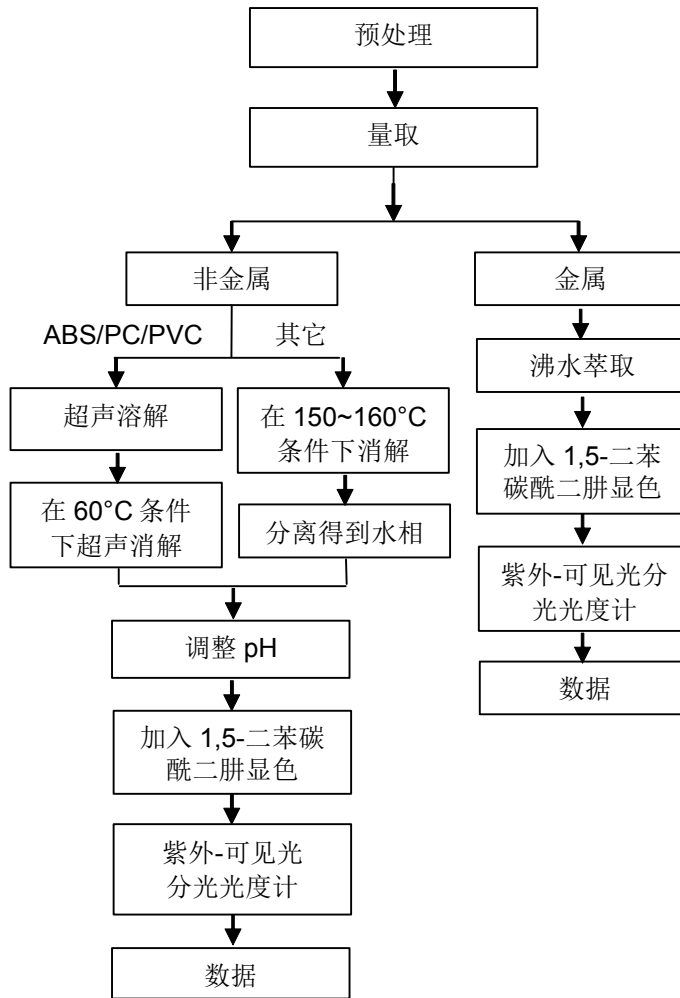 预处理
量取
非金属
金属
ABS/PC/PVC
其它
沸水萃取
超声溶解
在 150~160°C
条件下消解
加入 1,5-二苯
碳酰二肼显色
在 60°C 条件
下超声消解
分离得到水相
紫外-可见光分
光光度计
调整 pH
数据
加入 1,5-二苯碳
酰二肼显色
紫外-可见光
分光光度计
数据